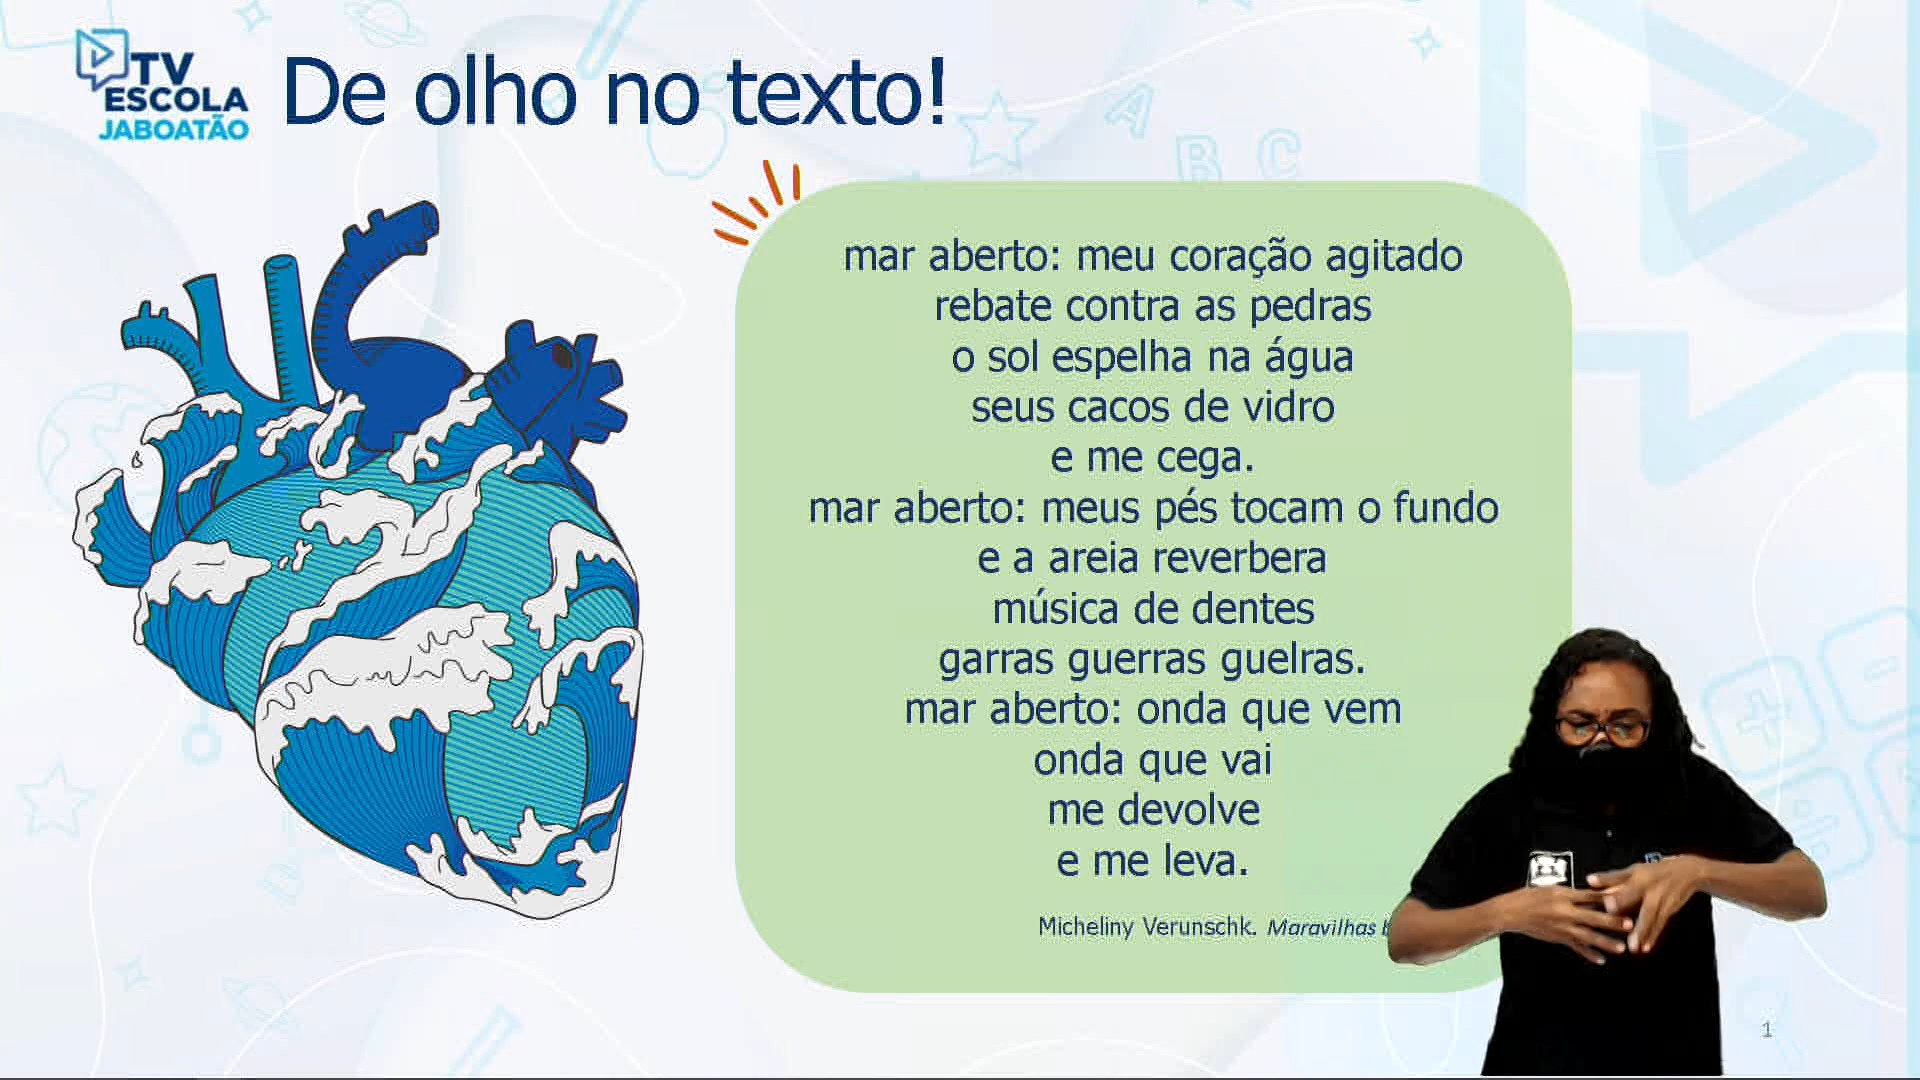 TV
ESCOLA
JABOATÃO
De olho no texto!
A B C
mar aberto: meu coração agitado
rebate contra as pedras
o sol espelha na água
seus cacos de vidro
e me cega.
mar aberto: meus pés tocam o fundo
e a areia reverbera
música de dentes
garras guerras guelras.
mar aberto: onda que vem
onda que vai
me devolve
e me leva.
Micheliny Verunschk. Maravilhas
1